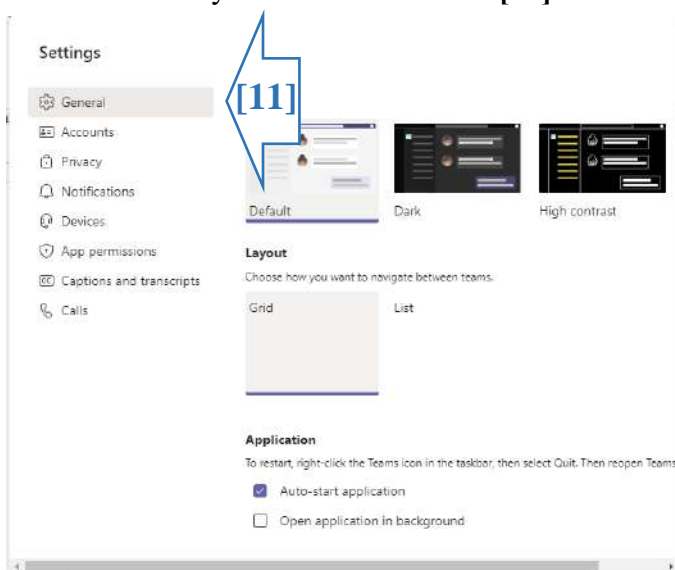 Settings
General
[11]
Accounts
Privacy
Notifications
Devices
App permissions
Captions and transcripts
Calls
Default
Dark
High contrast
Layout
Choose how you want to navigate between teams.
Grid
List
Application
To restart, right-click the Teams icon in the taskbar, then select Quit. Then reopen Teams
Auto-start application
Open application in background